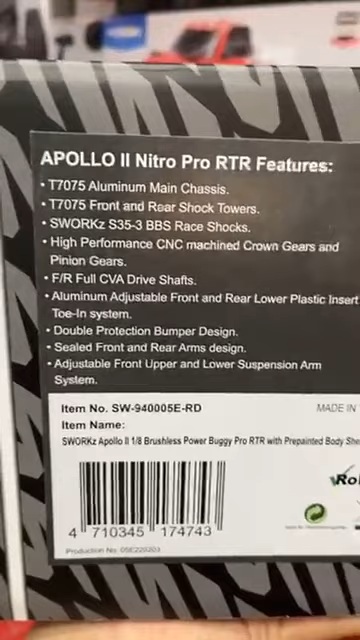 APOLLO II Nitro Pro RTR Features:
• T7075 Aluminum Main Chassis.
• T7075 Front and Rear Shock Towers.
• SWORKz S35-3 BBS Race Shocks.
• High Performance CNC machined Crown Gears and
Pinion Gears.
• F/R Full CVA Drive Shafts.
• Aluminum Adjustable Front and Rear Lower Plastic Insert
Toe-In system.
• Double Protection Bumper Design.
• Sealed Front and Rear Arms design.
• Adjustable Front Upper and Lower Suspension Arm
System.
Item No. SW-940005E-RD
MADE IN
Item Name:
SWORKz Apollo II 1/8 Brushless Power Buggy Pro RTR with Prepainted Body She
4 710345 174743
Production No: 05E220303